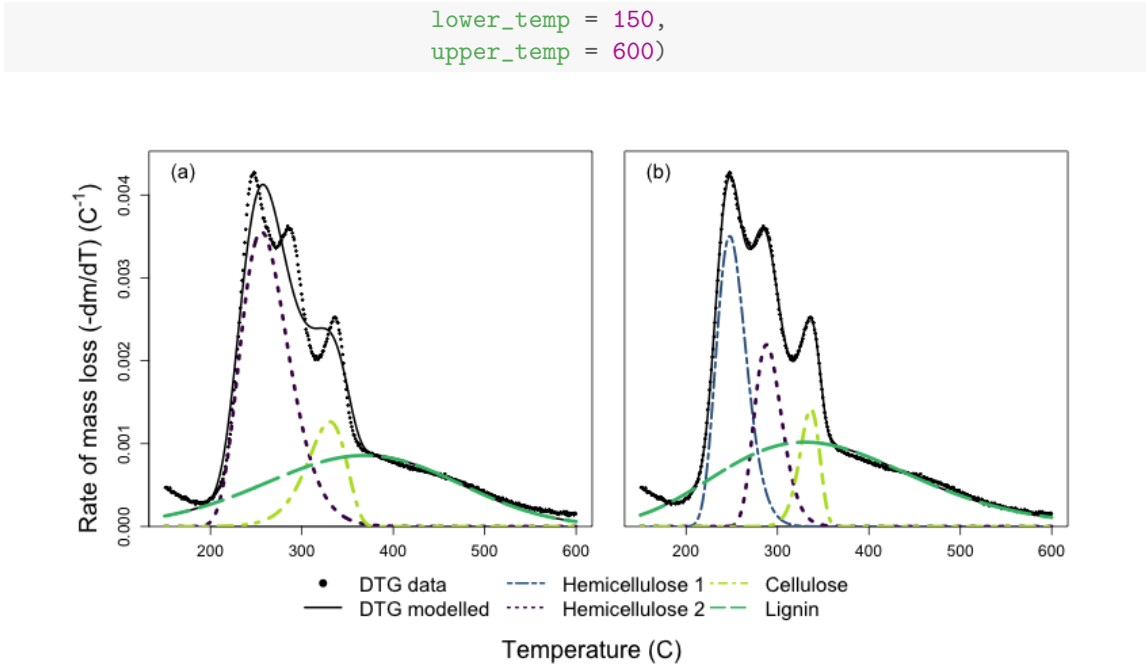 lower_temp = 150,
upper_temp = 600)
(a)
(b)
Rate of mass loss (-dm/dT) (C⁻¹)
0.004
0.003
0.002
0.001
0.000
200 300 400 500 600
200 300 400 500 600
DTG data
Hemicellulose 1
Cellulose
DTG modelled
Hemicellulose 2
Lignin
Temperature (C)